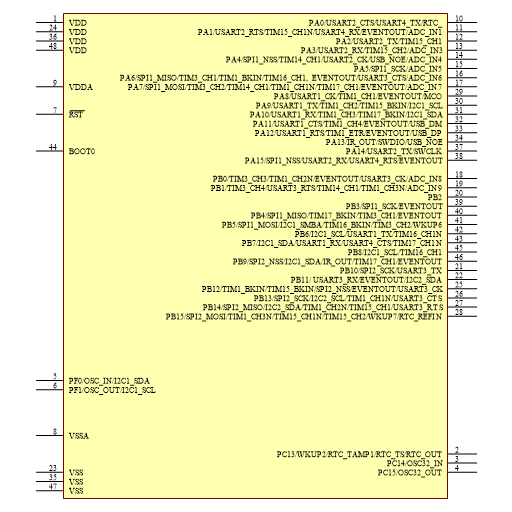 1 VDD PA0/USART2_CTS/USART4_TX/RTC_ 10
24 VDD PA1/USART2_RTS/TIM15_CH1N/USART4_RX/EVENTOUT/ADC_IN1 11
36 VDD PA2/USART2_TX/TIM15_CH1 12
48 VDD PA3/USART2_RX/TIM15_CH2/ADC_IN3 13
PA4/SPI1_NSS/TIM14_CH1/USART2_CK/USB_NOE/ADC_IN4 14
PA5/SPI1_SCK/ADC_IN5 15
PA6/SPI1_MISO/TIM3_CH1/TIM1_BKIN/TIM16_CH1, EVENTOUT/USART3_CTS/ADC_IN6 16
9 VDDA PA7/SPI1_MOSI/TIM3_CH2/TIM14_CH1/TIM1_CH1N/TIM17_CH1/EVENTOUT/ADC_IN7 17
PA8/USART1_CK/TIM1_CH1/EVENTOUT/MCO 29
PA9/USART1_TX/TIM1_CH2/TIM15_BKIN/I2C1_SCL 30
7 RST PA10/USART1_RX/TIM1_CH3/TIM17_BKIN/I2C1_SDA 31
PA11/USART1_CTS/TIM1_CH4/EVENTOUT/USB_DM 32
PA12/USART1_RTS/TIM1_ETR/EVENTOUT/USB_DP 33
PA13/IR_OUT/SWDIO/USB_NOE 34
44 BOOT0 PA14/USART2_TX/SWCLK 37
PA15/SPI1_NSS/USART2_RX/USART4_RTS/EVENTOUT 38
PB0/TIM3_CH3/TIM1_CH2N/EVENTOUT/USART3_CK/ADC_IN8 18
PB1/TIM3_CH4/USART3_RTS/TIM14_CH1/TIM1_CH3N/ADC_IN9 19
PB2 20
PB3/SPI1_SCK/EVENTOUT 39
PB4/SPI1_MISO/TIM17_BKIN/TIM3_CH1/EVENTOUT 40
PB5/SPI1_MOSI/I2C1_SMBA/TIM16_BKIN/TIM3_CH2/WKUP6 41
PB6/I2C1_SCL/USART1_TX/TIM16_CH1N 42
PB7/I2C1_SDA/USART1_RX/USART4_CTS/TIM17_CH1N 43
PB8/I2C1_SCL/TIM16_CH1 45
PB9/SPI2_NSS/I2C1_SDA/IR_OUT/TIM17_CH1/EVENTOUT 46
PB10/SPI2_SCK/USART3_TX 21
PB11/ USART3_RX/EVENTOUT/I2C2_SDA 22
PB12/TIM1_BKIN/TIM15_BKIN/SPI2_NSS/EVENTOUT/USART3_CK 25
PB13/SPI2_SCK/I2C2_SCL/TIM1_CH1N/USART3_CTS 26
PB14/SPI2_MISO/I2C2_SDA/TIM1_CH2N/TIM15_CH1/USART3_RTS 27
PB15/SPI2_MOSI/TIM1_CH3N/TIM15_CH1N/TIM15_CH2/WKUP7/RTC_REFIN 28
5 PF0/OSC_IN/I2C1_SDA
6 PF1/OSC_OUT/I2C1_SCL
8 VSSA
PC13/WKUP2/RTC_TAMP1/RTC_TS/RTC_OUT 2
PC14/OSC32_IN 3
23 VSS PC15/OSC32_OUT 4
35 VSS
47 VSS